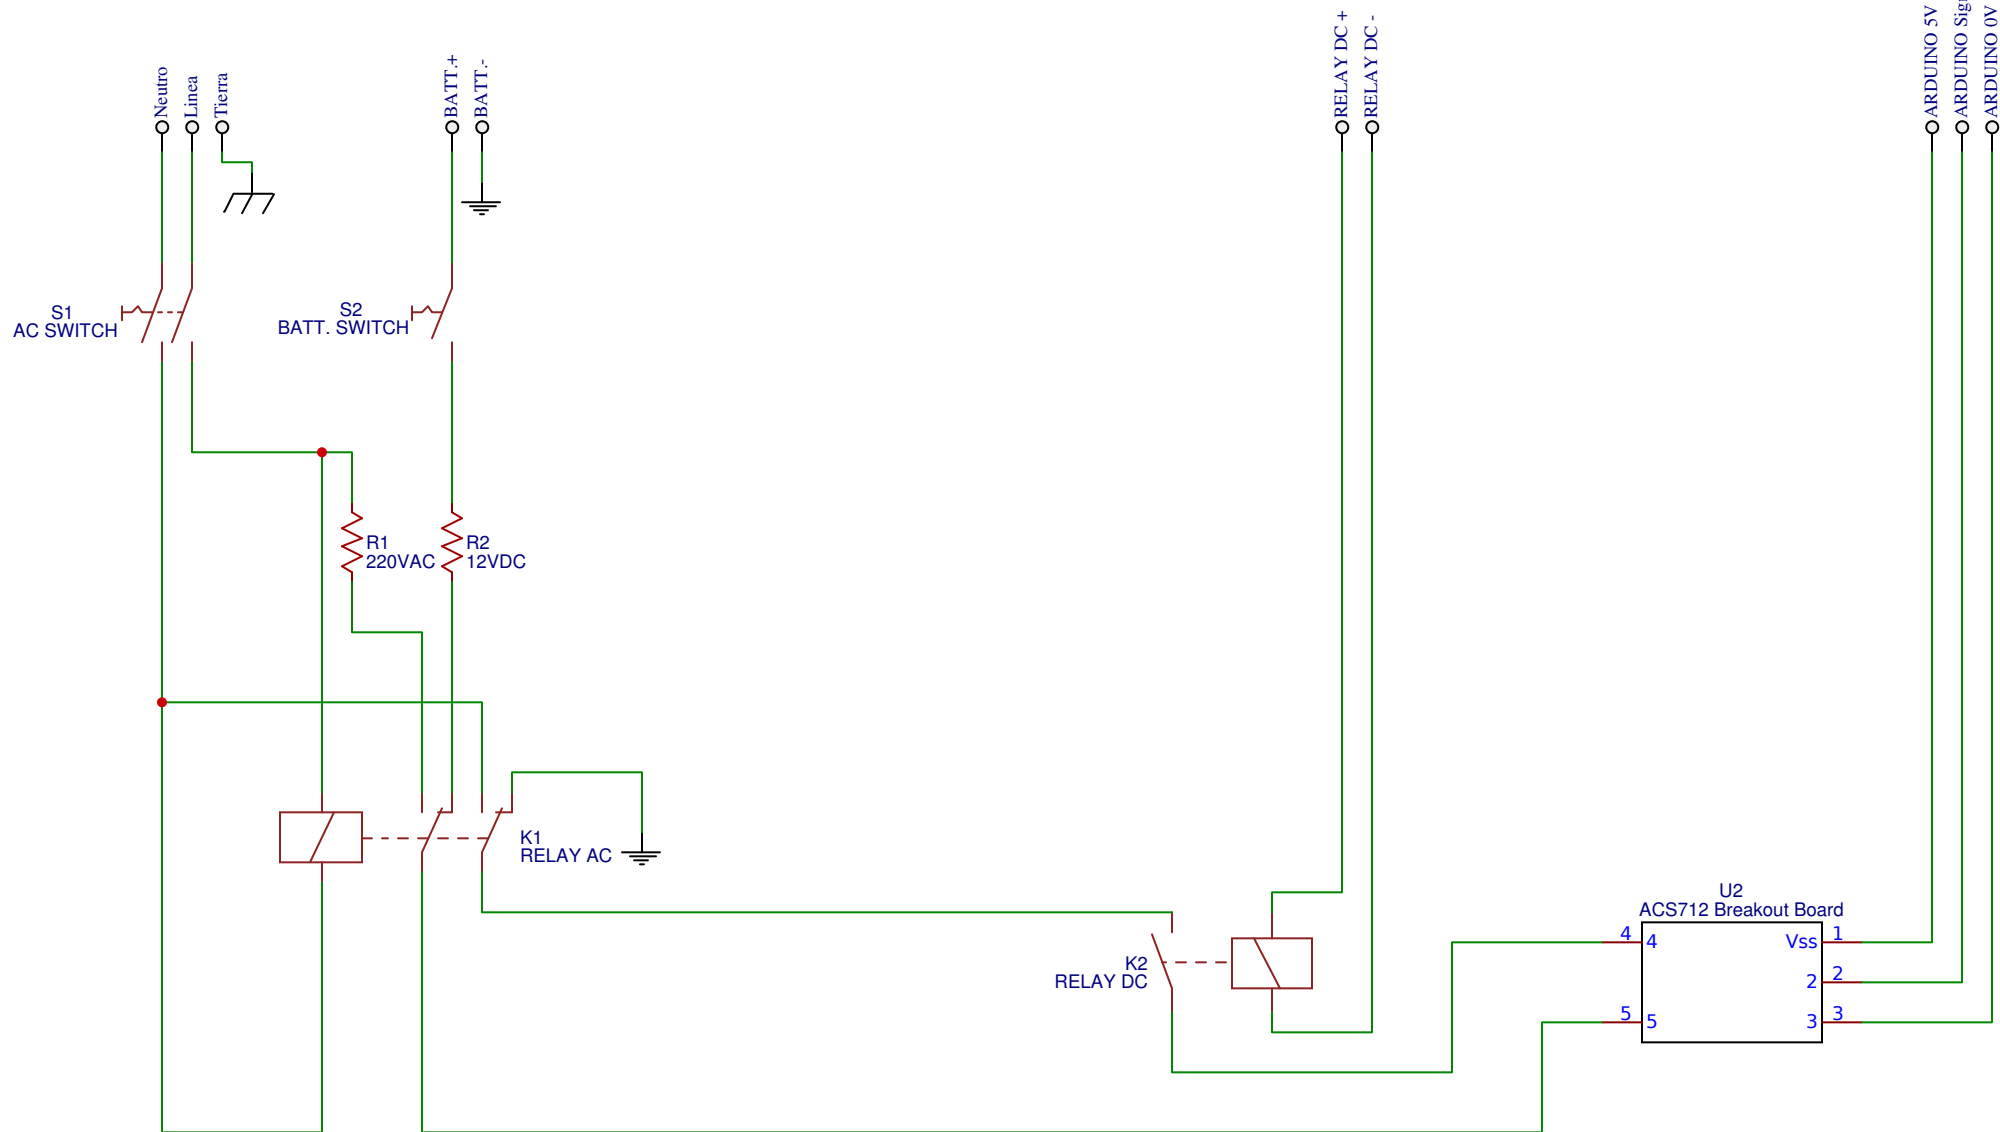 Neutro
Linea
Tierra
BATT.+
BATT.-
RELAY DC +
RELAY DC -
ARDUINO 5V
ARDUINO
ARDUINO 0V
S1
AC SWITCH
S2
BATT. SWITCH
R1
220VAC
R2
12VDC
K1
RELAY AC
K2
RELAY DC
U2
ACS712 Breakout Board
4 4
Vss 1
2 2
5 5
3 3